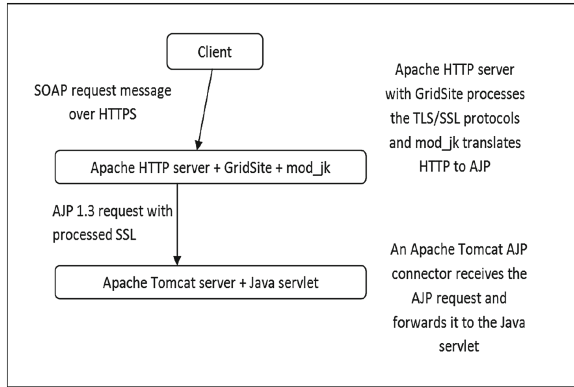 Client
SOAP request message
over HTTPS
Apache HTTP server
with GridSite processes
the TLS/SSL protocols
and mod_jk translates
HTTP to AJP
Apache HTTP server + GridSite + mod_jk
AJP 1.3 request with
processed SSL
Apache Tomcat server + Java servlet
An Apache Tomcat AJP
connector receives the
AJP request and
forwards it to the Java
servlet